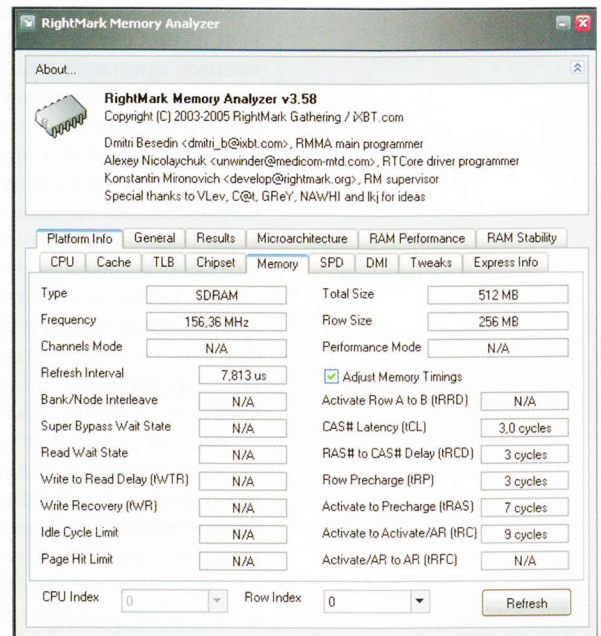 RightMark Memory Analyzer
About...
RightMark Memory Analyzer v3.58
Copyright (C) 2003-2005 RightMark Gathering / iXBT.com
Dmitri Besedin <dmitri_b@ixbt.com>, RMMA main programmer
Alexey Nicolaychuk <unwinder@medicom-mtd.com>, RTCore driver programmer
Konstantin Mironovich <develop@rightmark.org>, RM supervisor
Special thanks to VLev, C@t, GReY, NAWHI and lkj for ideas
Platform Info General Results Microarchitecture RAM Performance RAM Stability
CPU Cache TLB Chipset Memory SPD DMI Tweaks Express Info
Type SDRAM Total Size 512 MB
Frequency 156,36 MHz Row Size 256 MB
Channels Mode N/A Performance Mode N/A
Refresh Interval 7,813 us Adjust Memory Timings
Bank/Node Interleave N/A Activate Row A to B (tRRD) N/A
Super Bypass Wait State N/A CAS# Latency (tCL) 3,0 cycles
Read Wait State N/A RAS# to CAS# Delay (tRCD) 3 cycles
Write to Read Delay (tWTR) N/A Row Precharge (tRP) 3 cycles
Write Recovery (tWR) N/A Activate to Precharge (tRAS) 7 cycles
Idle Cycle Limit N/A Activate to Activate/AR (tRC) 9 cycles
Page Hit Limit N/A Activate/AR to AR (tRFC) N/A
CPU Index 0 Row Index 0 Refresh